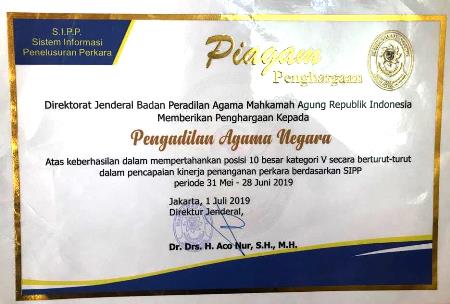 S.I.P.P.
Sistem Informasi
Penelusuran Perkara
Piagam
Penghargaan
Direktorat Jenderal Badan Peradilan Agama Mahkamah Agung Republik Indonesia
Memberikan Penghargaan Kepada
Pengadilan Agama Negara
Atas keberhasilan dalam mempertahankan posisi 10 besar kategori V secara berturut-turut
dalam pencapaian kinerja penanganan perkara berdasarkan SIPP
periode 31 Mei - 28 Juni 2019
Jakarta, 1 Juli 2019
Direktur Jenderal,
Dr. Drs. H. Aco Nur, S.H., M.H.